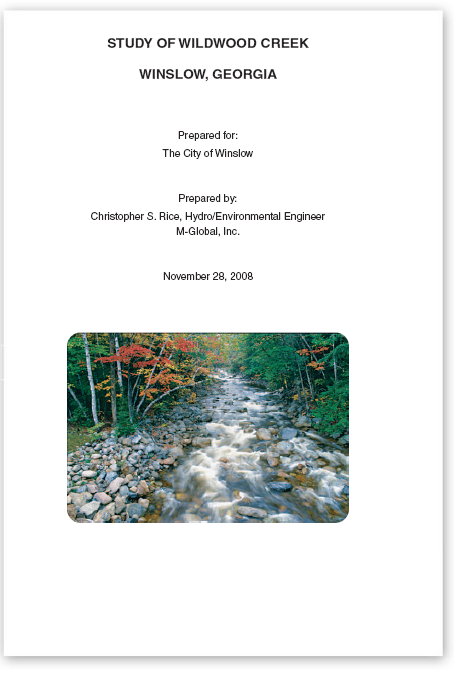 STUDY OF WILDWOOD CREEK
WINSLOW, GEORGIA
Prepared for:
The City of Winslow
Prepared by:
Christopher S. Rice, Hydro/Environmental Engineer
M-Global, Inc.
November 28, 2008